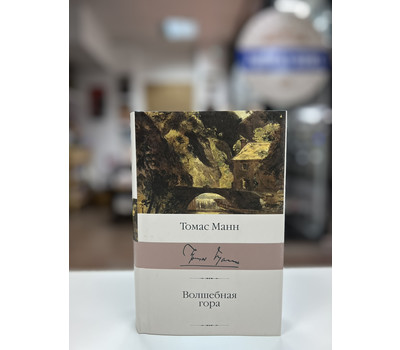 Томас Манн
Волшебная
гора